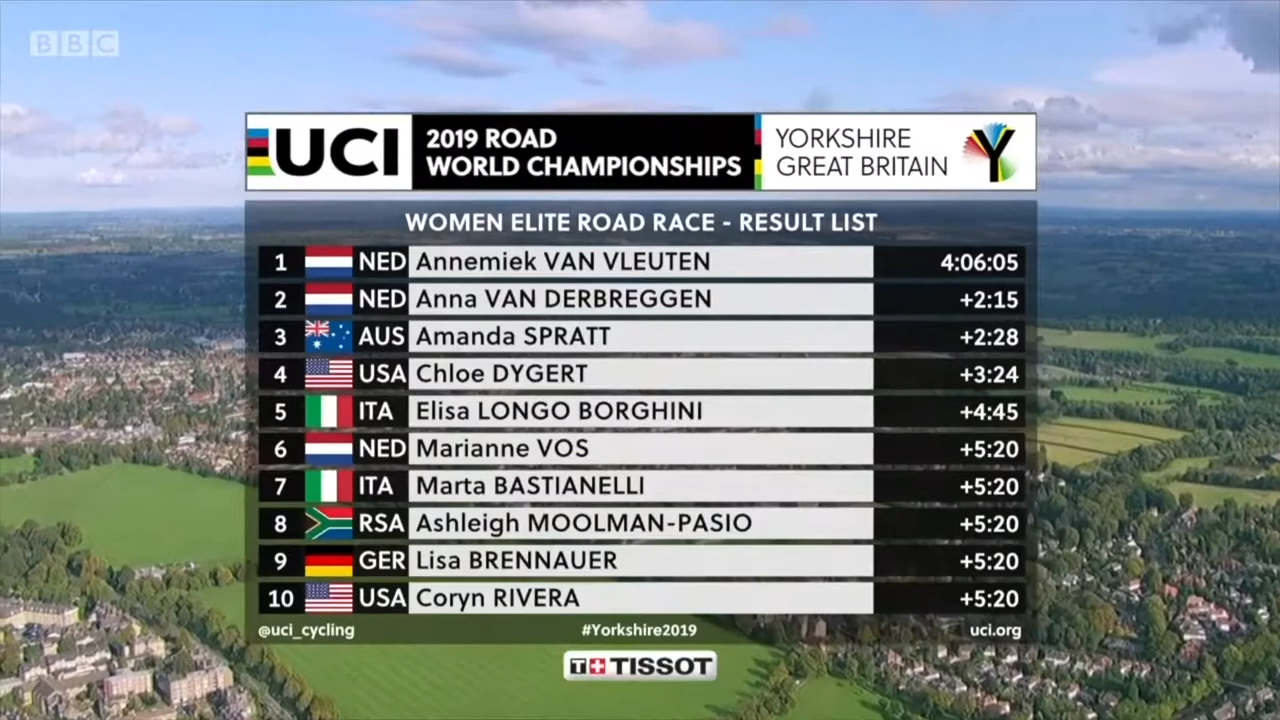 BBC
UCI
2019 ROAD
WORLD CHAMPIONSHIPS
YORKSHIRE
GREAT BRITAIN
Y
WOMEN ELITE ROAD RACE - RESULT LIST
1 NED Annemiek VAN VLEUTEN 4:06:05
2 NED Anna VAN DERBREGGEN +2:15
3 AUS Amanda SPRATT +2:28
4 USA Chloe DYGERT +3:24
5 ITA Elisa LONGO BORGHINI +4:45
6 NED Marianne VOS +5:20
7 ITA Marta BASTIANELLI +5:20
8 RSA Ashleigh MOOLMAN-PASIO +5:20
9 GER Lisa BRENNAUER +5:20
10 USA Coryn RIVERA +5:20
@uci_cycling #Yorkshire2019 uci.org
T+ TISSOT